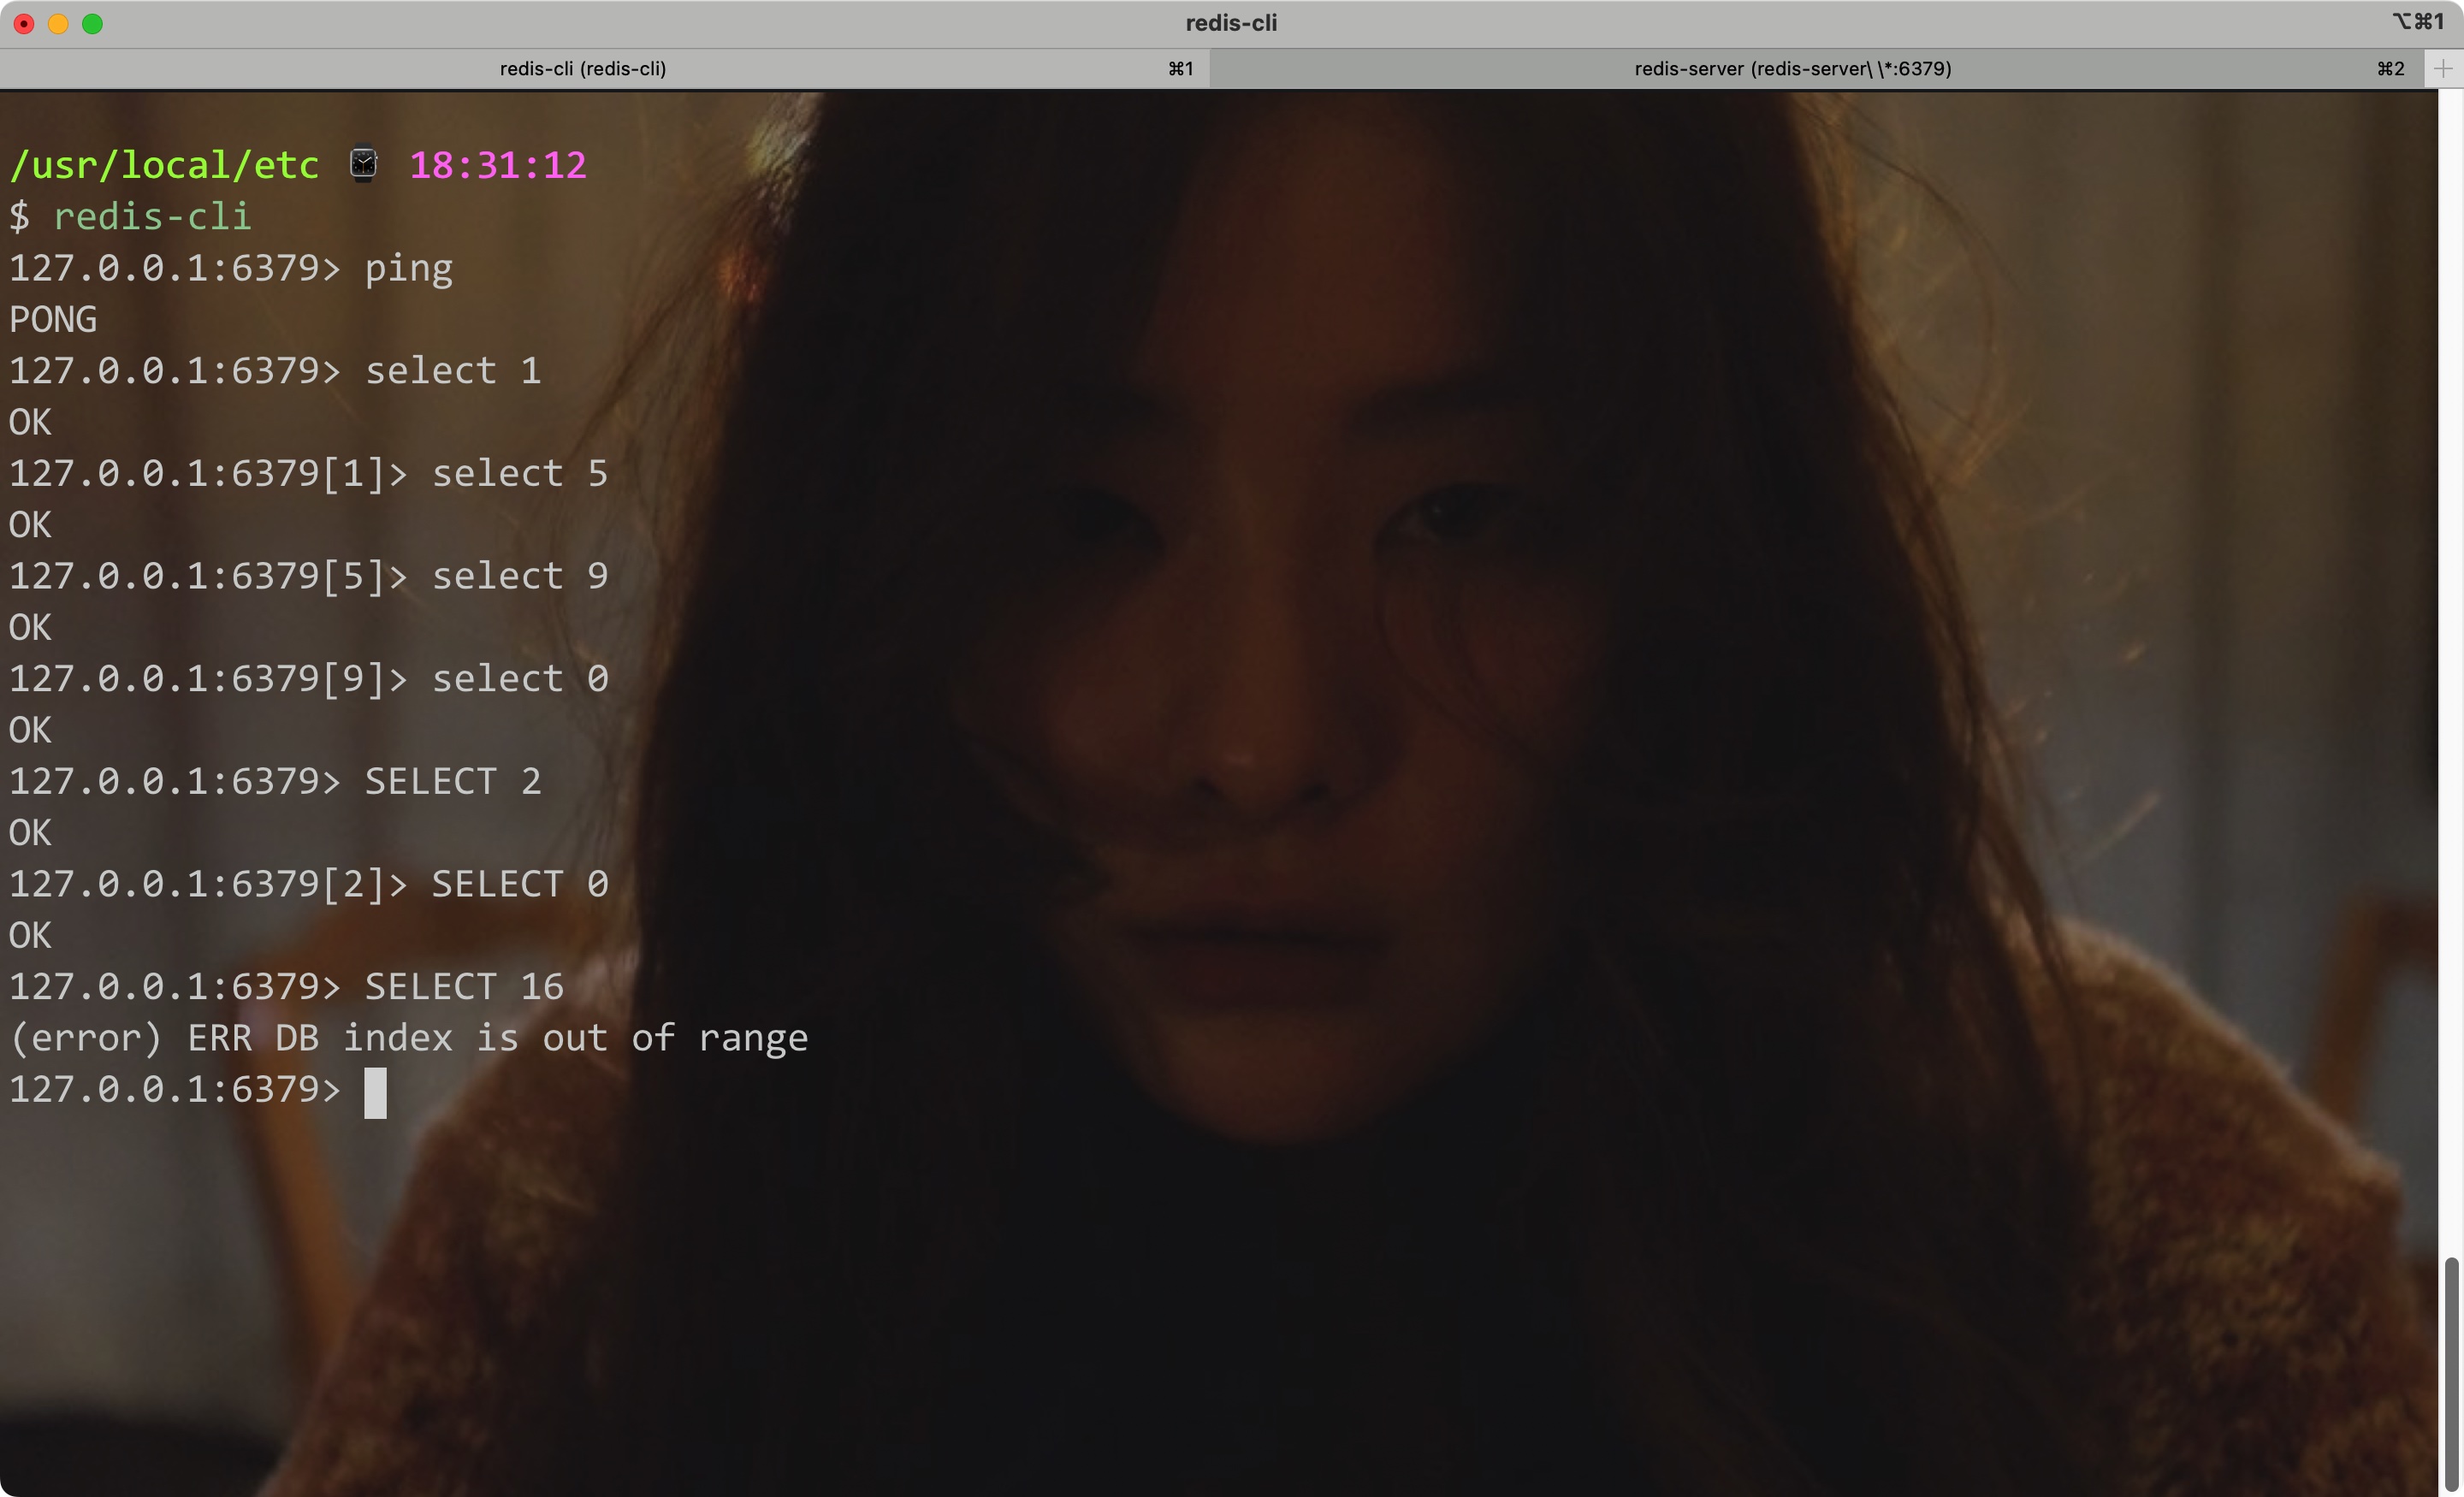 redis-cli
⌥⌘1
redis-cli (redis-cli) ⌘1
redis-server (redis-server\ \*:6379) ⌘2
/usr/local/etc ⌚ 18:31:12
$ redis-cli
127.0.0.1:6379> ping
PONG
127.0.0.1:6379> select 1
OK
127.0.0.1:6379[1]> select 5
OK
127.0.0.1:6379[5]> select 9
OK
127.0.0.1:6379[9]> select 0
OK
127.0.0.1:6379> SELECT 2
OK
127.0.0.1:6379[2]> SELECT 0
OK
127.0.0.1:6379> SELECT 16
(error) ERR DB index is out of range
127.0.0.1:6379>